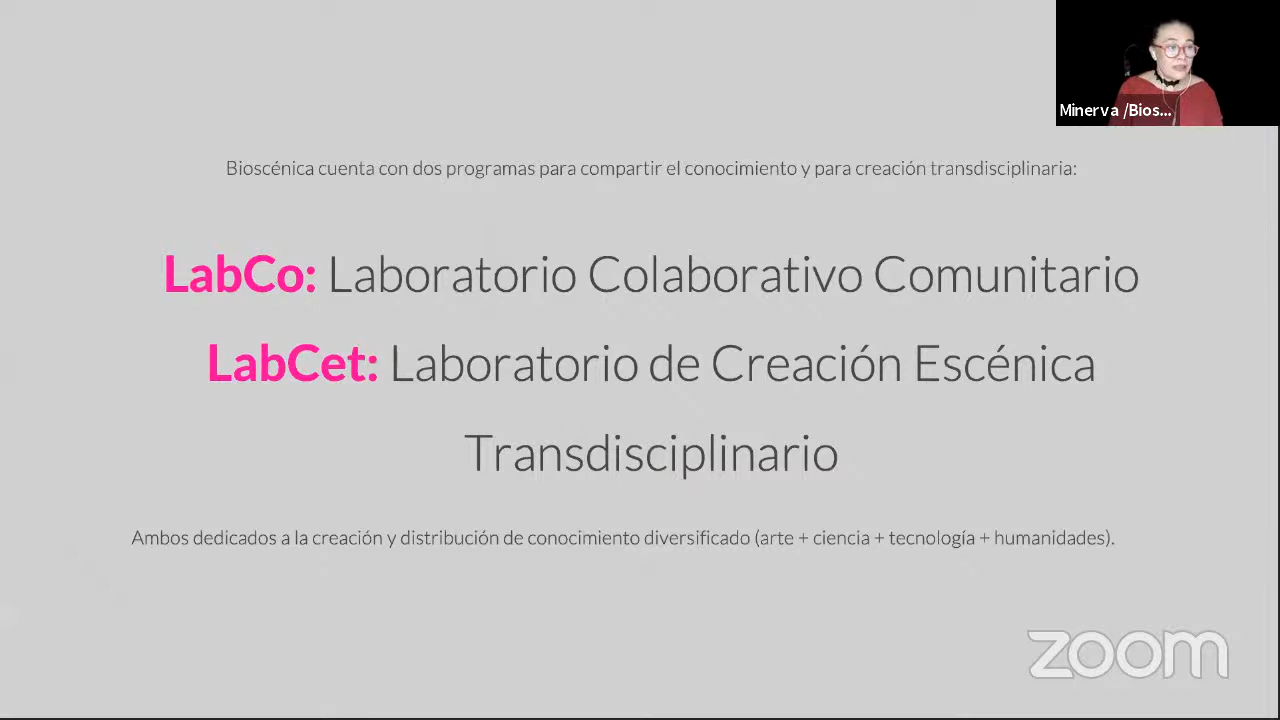 Minerva /Bios...
Bioscénica cuenta con dos programas para compartir el conocimiento y para creación transdisciplinaria:
LabCo: Laboratorio Colaborativo Comunitario
LabCet: Laboratorio de Creación Escénica
Transdisciplinario
Ambos dedicados a la creación y distribución de conocimiento diversificado (arte + ciencia + tecnología + humanidades).
zoom